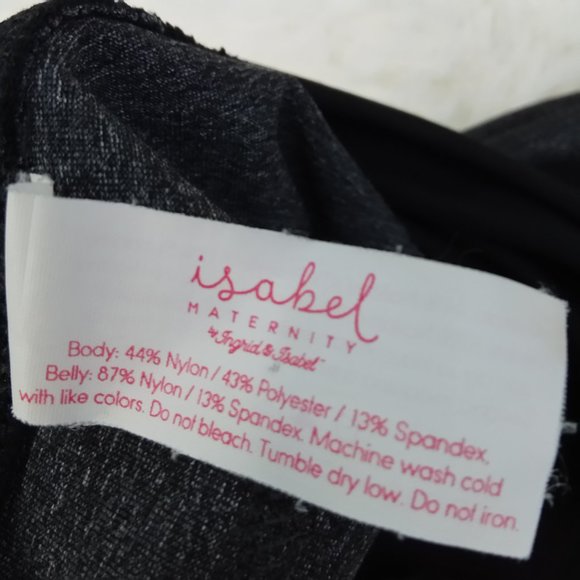 isabel
MATERNITY
by Ingrid & Isabel™
Body: 44% Nylon / 43% Polyester / 13% Spandex,
Belly: 87% Nylon / 13% Spandex. Machine wash cold
with like colors. Do not bleach. Tumble dry low. Do not iron.